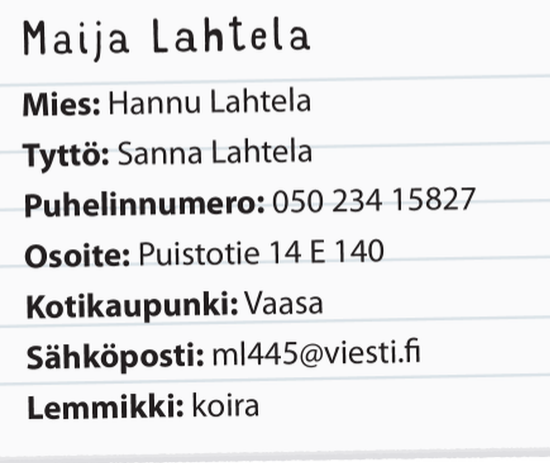 Maija Lahtela
Mies: Hannu Lahtela
Tyttö: Sanna Lahtela
Puhelinnumero: 050 234 15827
Osoite: Puistotie 14 E 140
Kotikaupunki: Vaasa
Sähköposti: ml445@viesti.fi
Lemmikki: koira